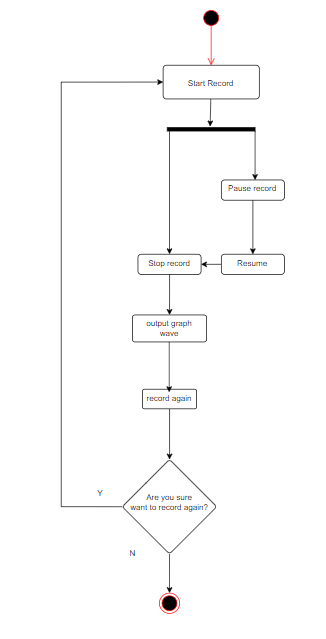 Start Record
Pause record
Stop record
Resume
output graph
wave
record again
Are you sure
want to record again?
Y
N